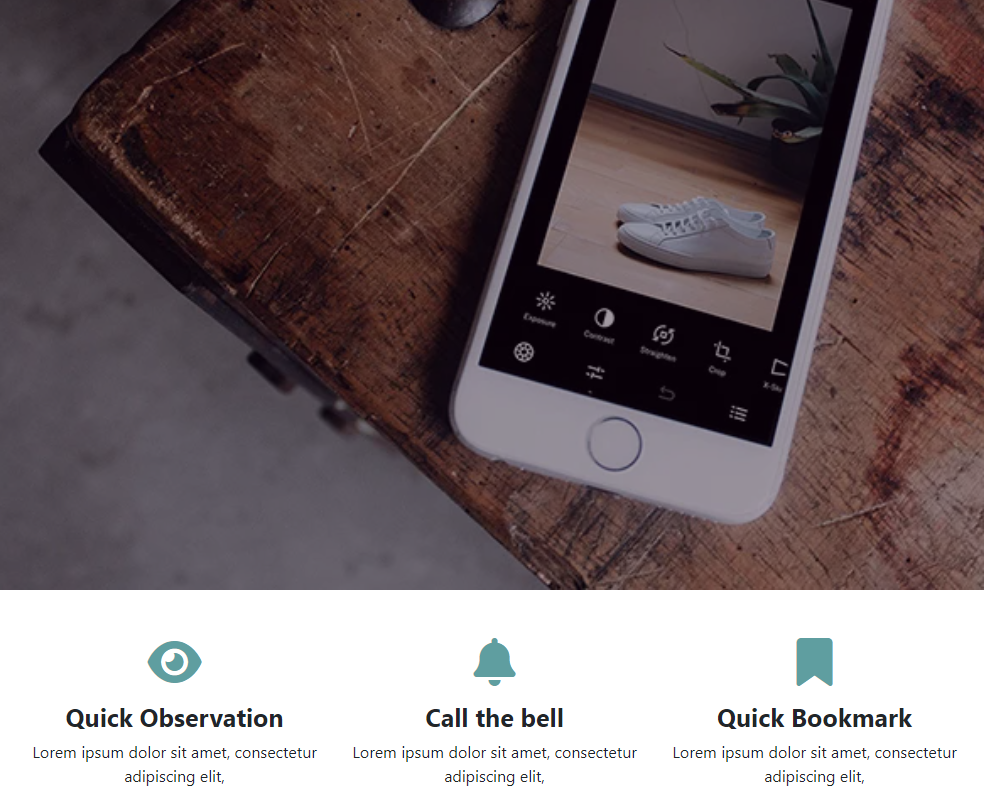 Exposure
Contrast
Straighten
Crop
Quick Observation
Call the bell
Quick Bookmark
Lorem ipsum dolor sit amet, consectetur
adipiscing elit,
Lorem ipsum dolor sit amet, consectetur
adipiscing elit,
Lorem ipsum dolor sit amet, consectetur
adipiscing elit,